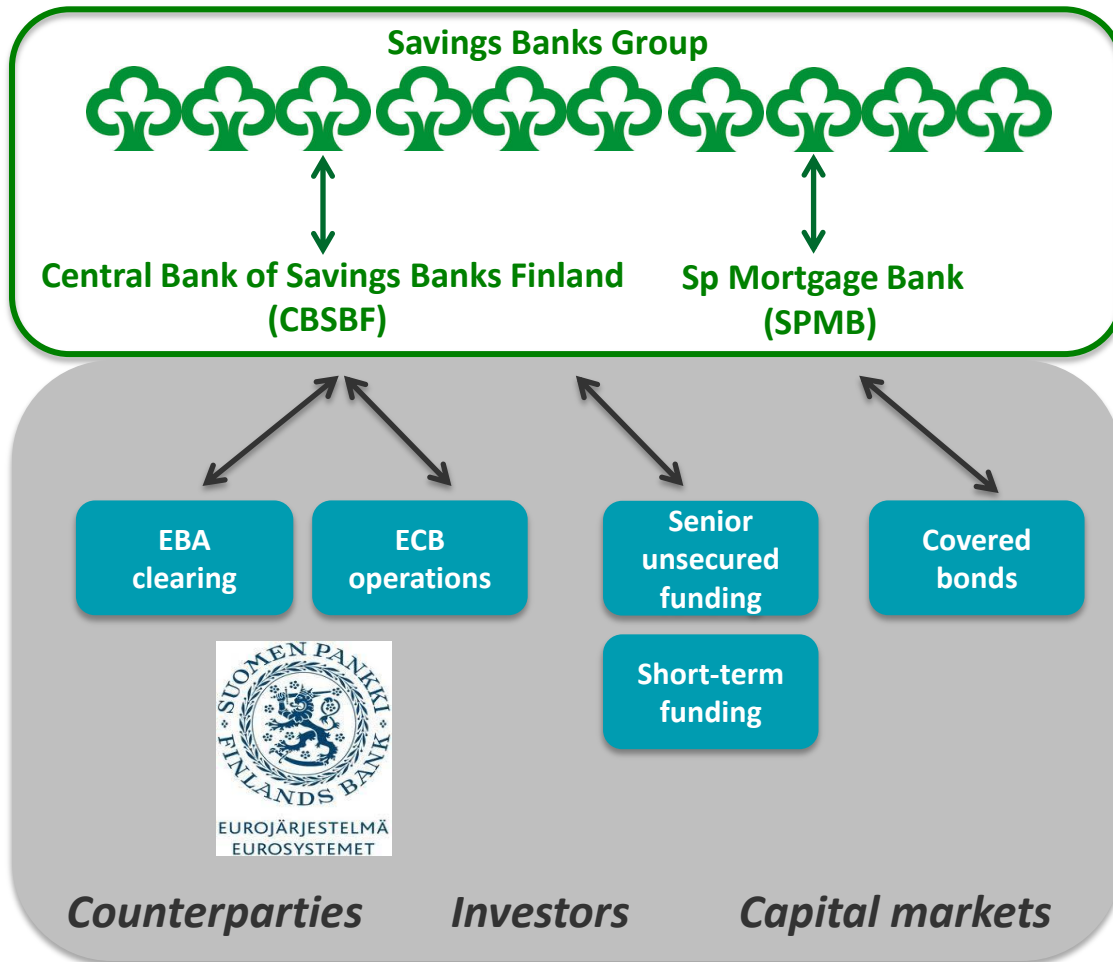 Savings Banks Group
Central Bank of Savings Banks Finland
(CBSBF)
Sp Mortgage Bank
(SPMB)
EBA
clearing
ECB
operations
Senior
unsecured
funding
Covered
bonds
Short-term
funding
SUOMEN PANKKI
FINLANDS BANK
EUROJÄRJESTELMÄ
EUROSYSTEMET
Counterparties
Investors
Capital markets